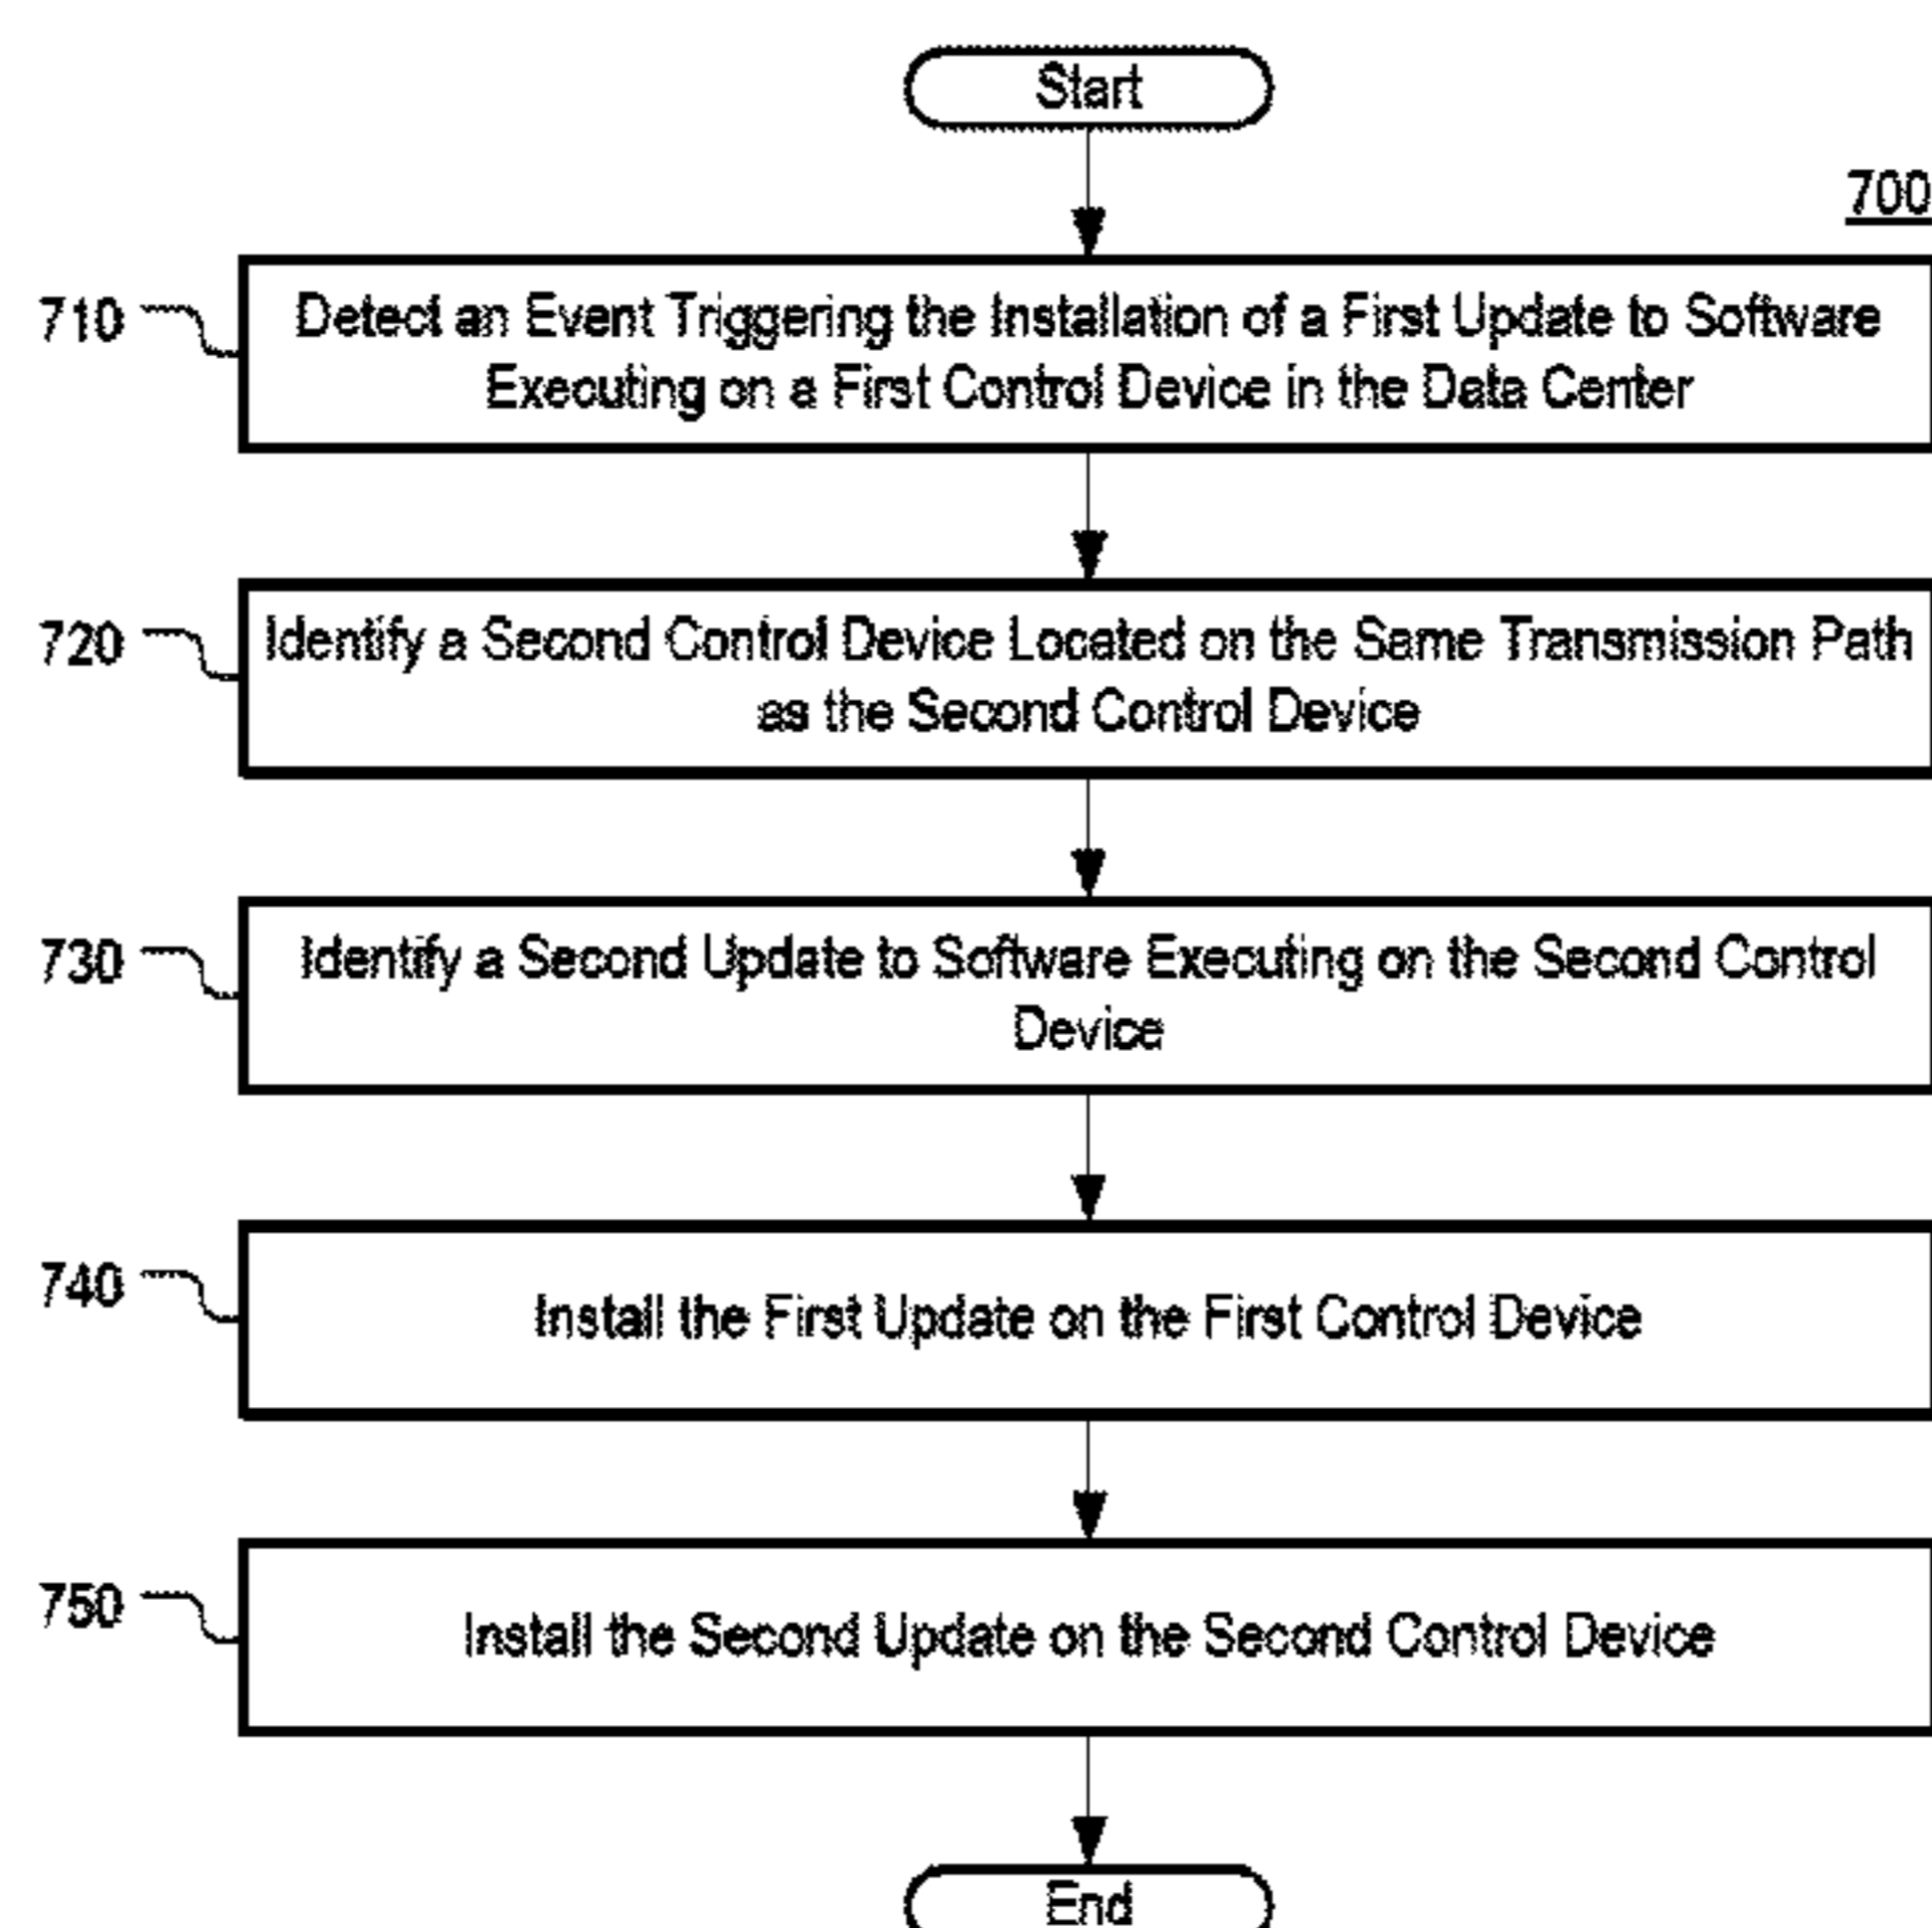 Start
700
710
Detect an Event Triggering the Installation of a First Update to Software
Executing on a First Control Device in the Data Center
720
Identify a Second Control Device Located on the Same Transmission Path
as the Second Control Device
730
Identify a Second Update to Software Executing on the Second Control
Device
740
Install the First Update on the First Control Device
750
Install the Second Update on the Second Control Device
End